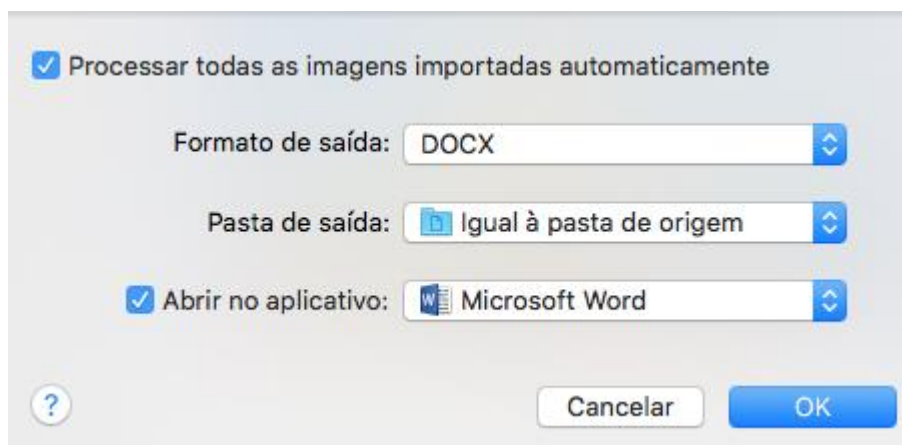 Processar todas as imagens importadas automaticamente
Formato de saída: DOCX
Pasta de saída: Igual à pasta de origem
Abrir no aplicativo: Microsoft Word
? Cancelar OK